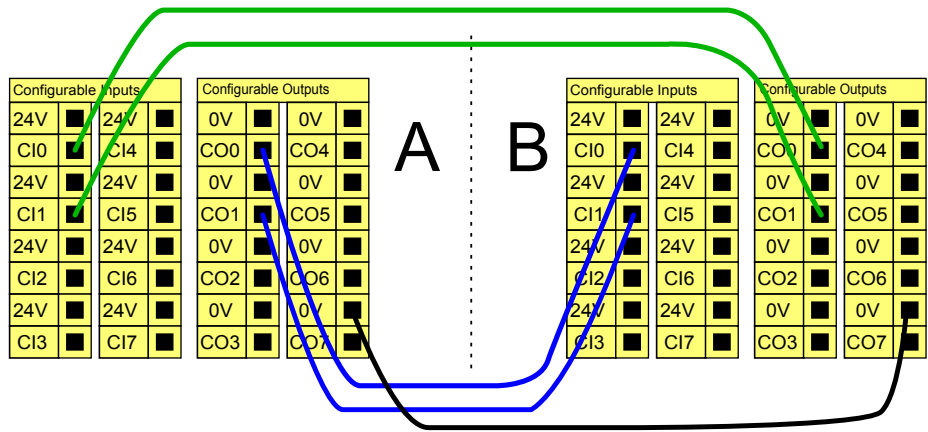 Configurable Inputs Configurable Outputs Configurable Inputs Configurable Outputs
24V 24V 0V 0V 24V 24V 0V 0V
CI0 CI4 CO0 CO4 A B CI0 CI4 CO0 CO4
24V 24V 0V 0V 24V 24V 0V 0V
CI1 CI5 CO1 CO5 CI1 CI5 CO1 CO5
24V 24V 0V 0V 24V 24V 0V 0V
CI2 CI6 CO2 CO6 CI2 CI6 CO2 CO6
24V 24V 0V 0V 24V 24V 0V 0V
CI3 CI7 CO3 CO7 CI3 CI7 CO3 CO7